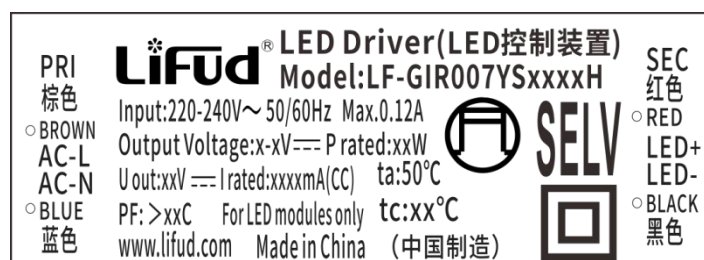 PRI
棕色
BROWN
AC-L
AC-N
BLUE
蓝色
LiFud® LED Driver(LED控制装置)
Model:LF-GIR007YSxxxxH
Input:220-240V～ 50/60Hz Max.0.12A
Output Voltage:x-xV⎓ P rated:xxW
U out:xxV ⎓ I rated:xxxxmA(CC) ta:50℃
PF:＞xxC For LED modules only tc:xx℃
www.lifud.com Made in China （中国制造）
SELV
SEC
红色
RED
LED+
LED-
BLACK
黑色